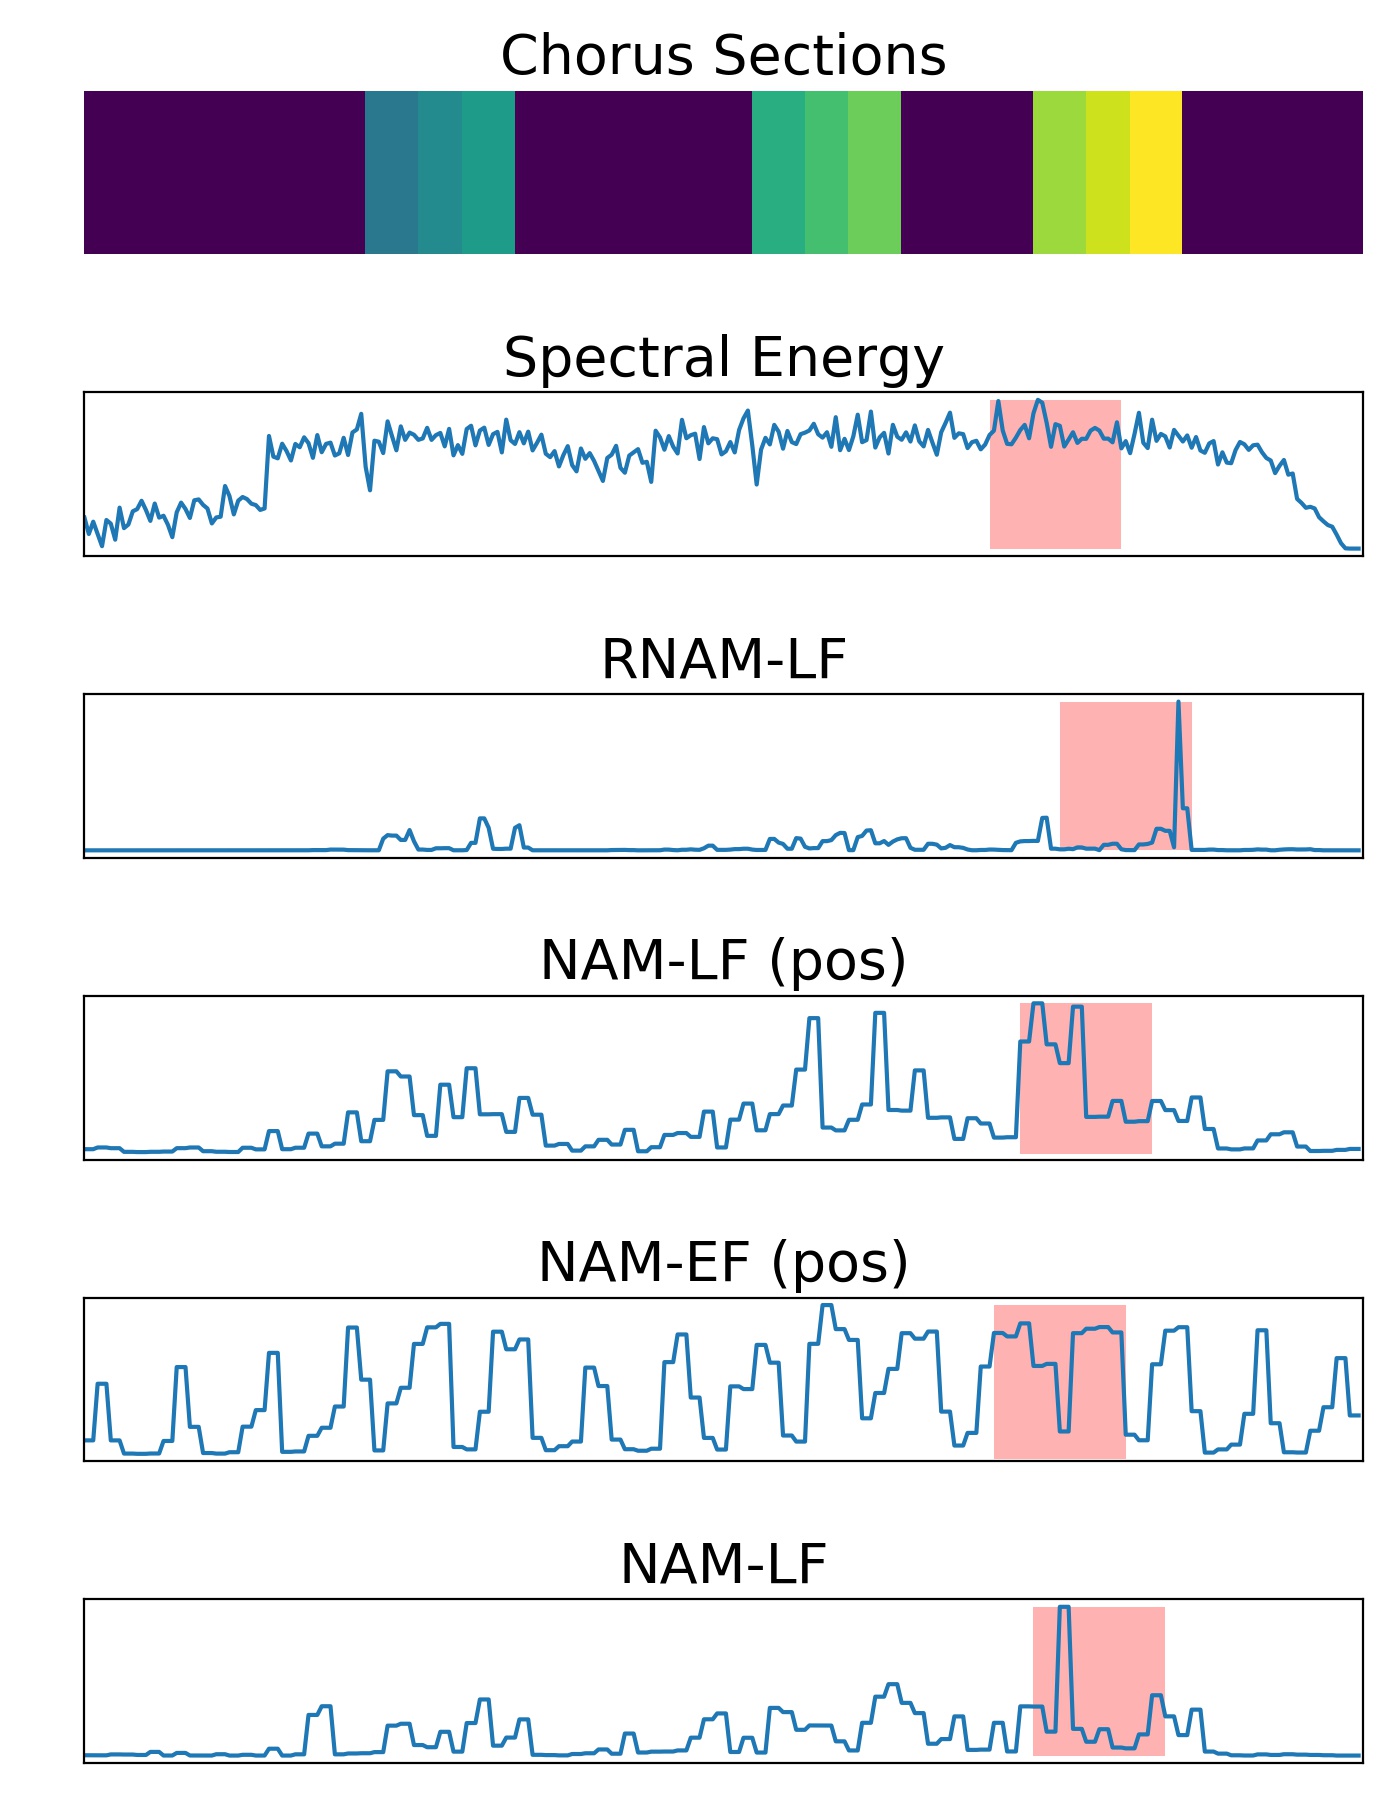 Chorus Sections
Spectral Energy
RNAM-LF
NAM-LF (pos)
NAM-EF (pos)
NAM-LF